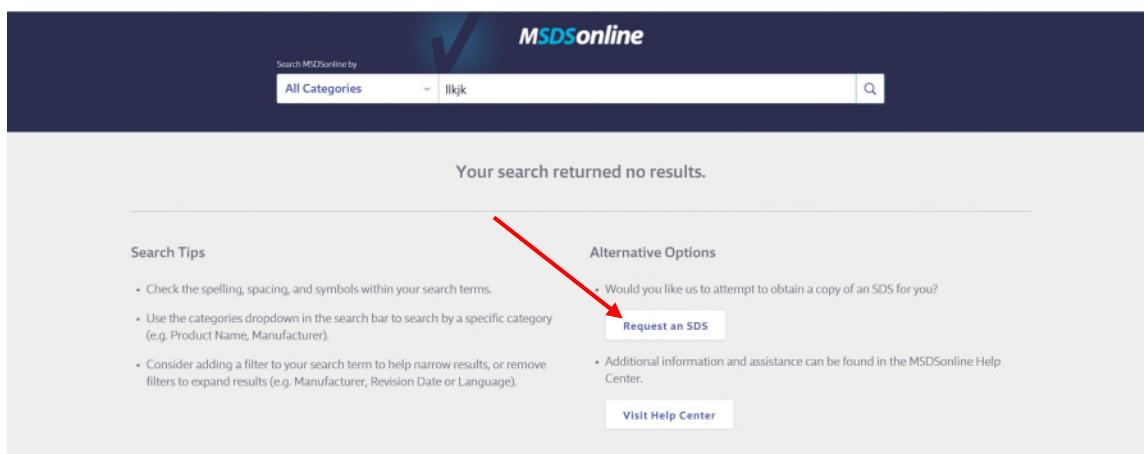 MSDSonline
Search MSDSonline by
All Categories
llkjk
Your search returned no results.
Search Tips
• Check the spelling, spacing, and symbols within your search terms.
• Use the categories dropdown in the search bar to search by a specific category
(e.g. Product Name, Manufacturer).
• Consider adding a filter to your search term to help narrow results, or remove
filters to expand results (e.g. Manufacturer, Revision Date or Language).
Alternative Options
• Would you like us to attempt to obtain a copy of an SDS for you?
Request an SDS
• Additional information and assistance can be found in the MSDSonline Help
Center.
Visit Help Center